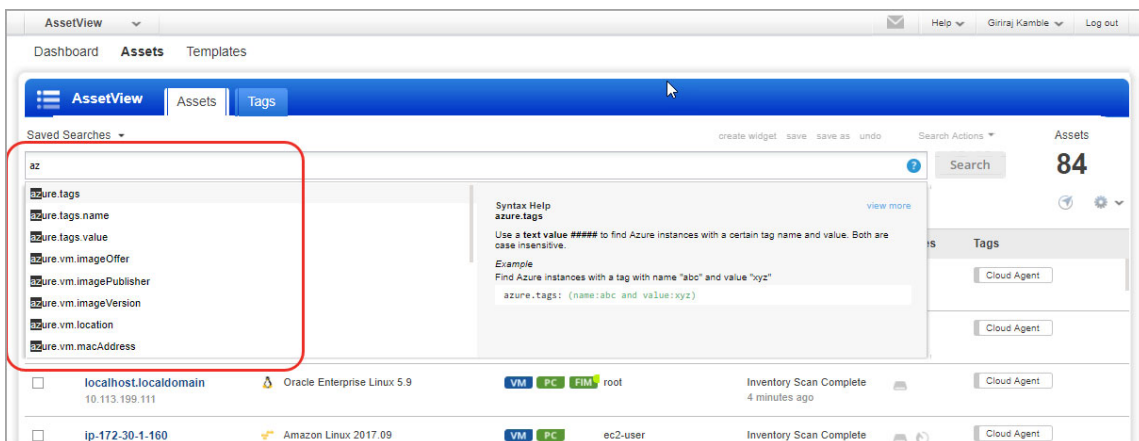 AssetView
Help
Giriraj Kamble
Log out
Dashboard Assets Templates
AssetView Assets Tags
Saved Searches
create widget save save as undo
Search Actions
Assets
az
?
Search
84
azure.tags
azure.tags.name
azure.tags.value
azure.vm.imageOffer
azure.vm.imagePublisher
azure.vm.imageVersion
azure.vm.location
azure.vm.macAddress
Syntax Help
view more
azure.tags
Use a text value ##### to find Azure instances with a certain tag name and value. Both are
case insensitive.
Example
Find Azure instances with a tag with name "abc" and value "xyz"
azure.tags: (name:abc and value:xyz)
Tags
Cloud Agent
Cloud Agent
localhost.localdomain Oracle Enterprise Linux 5.9 VM PC FIM root Inventory Scan Complete Cloud Agent
10.113.199.111 4 minutes ago
ip-172-30-1-160 Amazon Linux 2017.09 VM PC ec2-user Inventory Scan Complete Cloud Agent